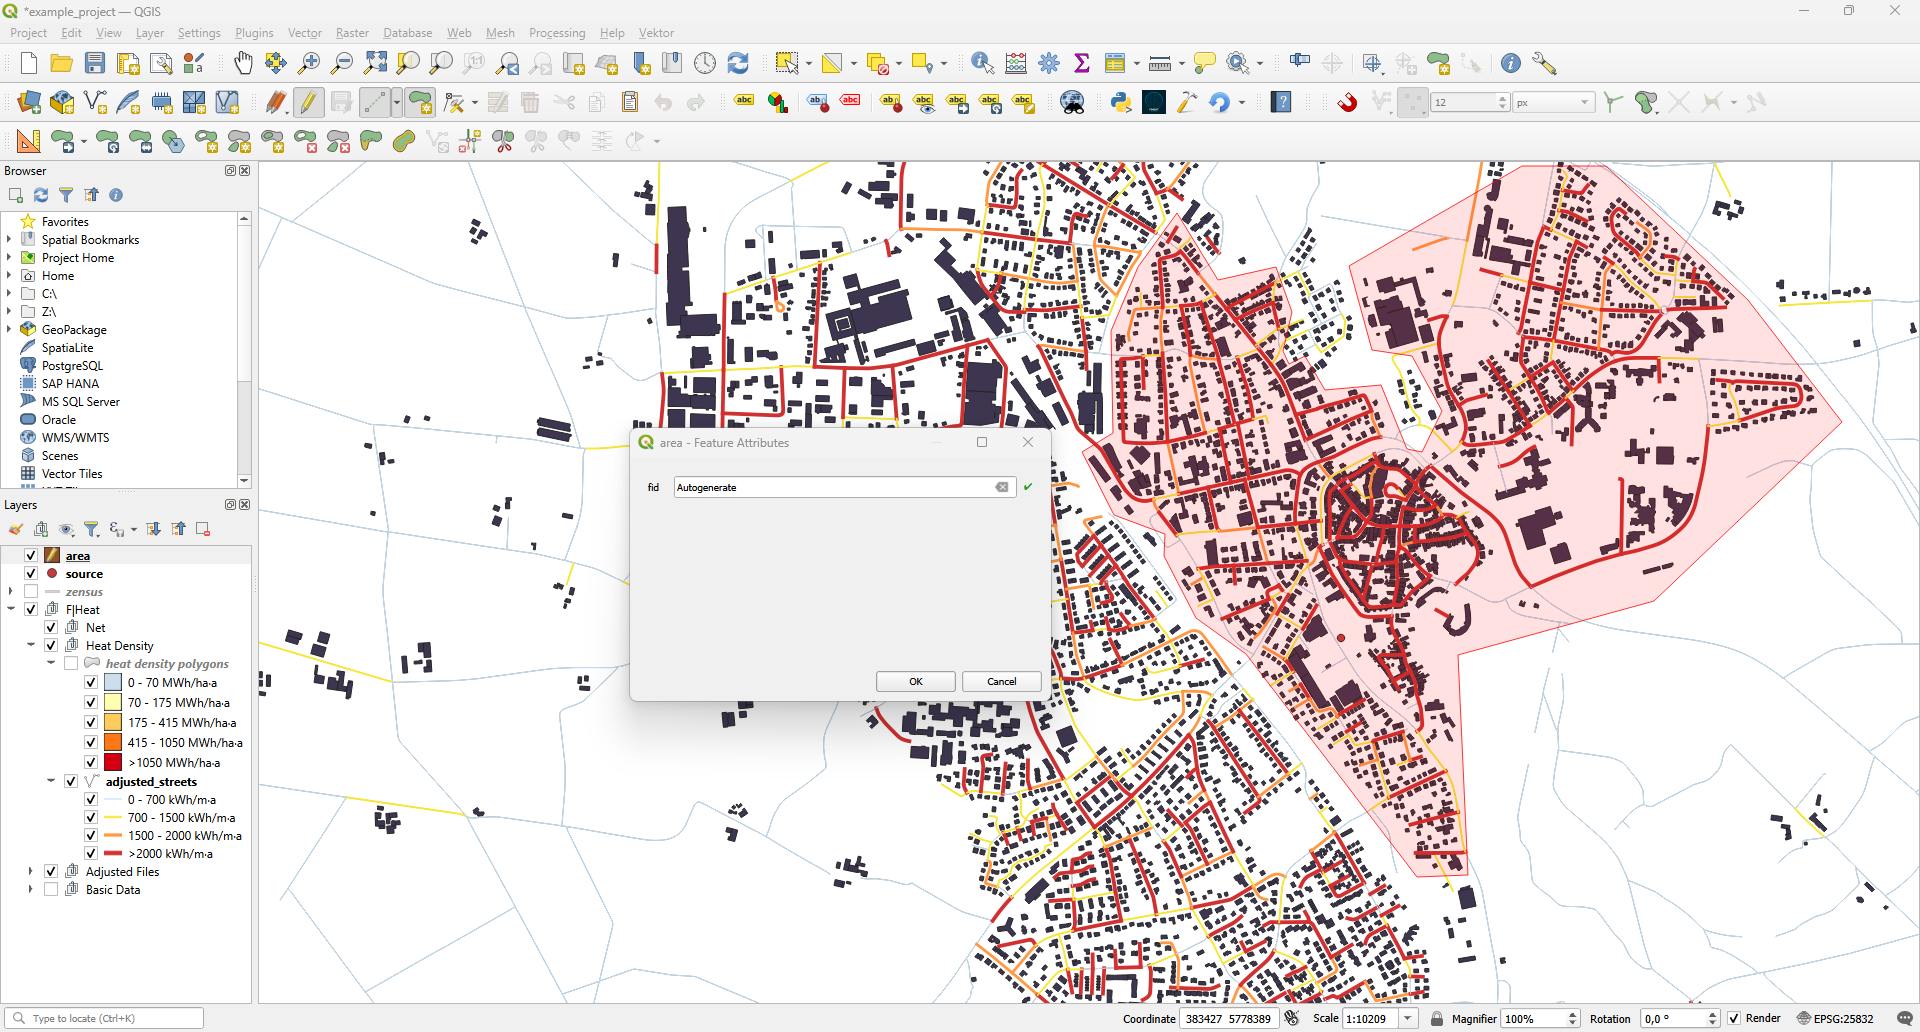 *example_project — QGIS
Project Edit View Layer Settings Plugins Vector Raster Database Web Mesh Processing Help Vektor
12 px
Browser
Favorites
Spatial Bookmarks
Project Home
Home
C:\
Z:\
GeoPackage
SpatiaLite
PostgreSQL
SAP HANA
MS SQL Server
Oracle
WMS/WMTS
Scenes
Vector Tiles
Layers
area
source
zensus
F|Heat
Net
Heat Density
heat density polygons
0 - 70 MWh/ha·a
70 - 175 MWh/ha·a
175 - 415 MWh/ha·a
415 - 1050 MWh/ha·a
>1050 MWh/ha·a
adjusted_streets
0 - 700 kWh/m·a
700 - 1500 kWh/m·a
1500 - 2000 kWh/m·a
>2000 kWh/m·a
Adjusted Files
Basic Data
area - Feature Attributes
fid Autogenerate
OK Cancel
Type to locate (Ctrl+K) Coordinate 383427 5778389 Scale 1:10209 Magnifier 100% Rotation 0,0 ° Render EPSG:25832